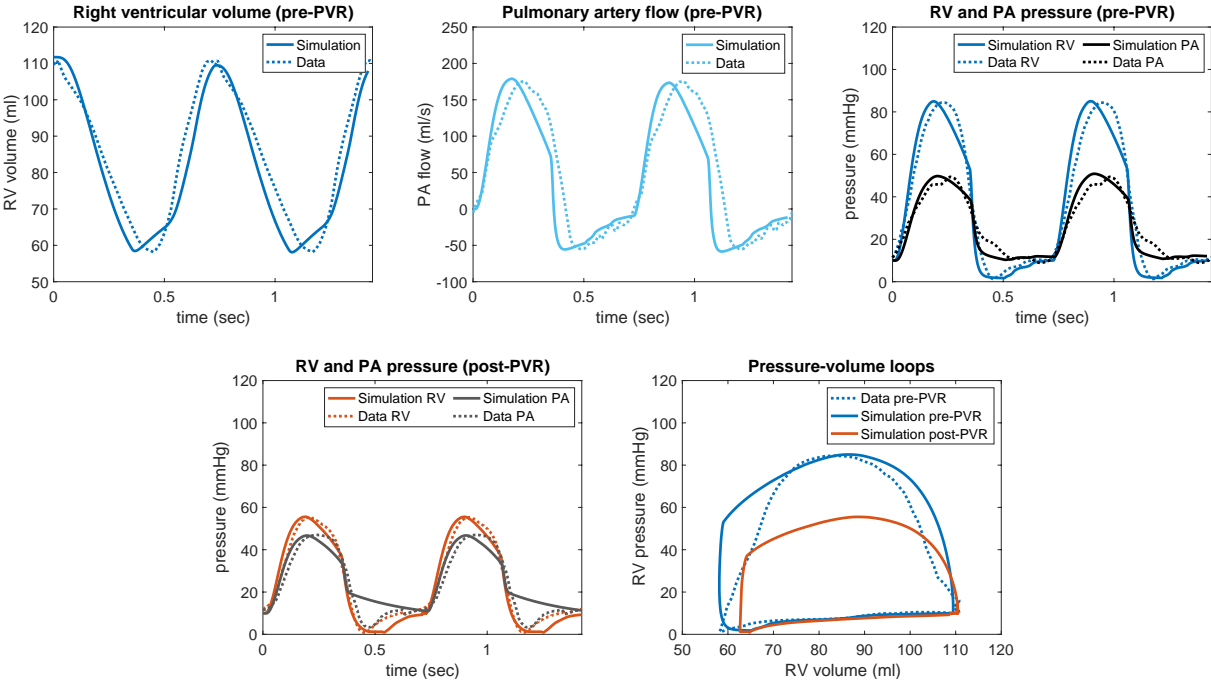 Right ventricular volume (pre-PVR)
120
110
100
90
80
70
60
50
RV volume (ml)
0
0.5
1
time (sec)
Simulation
Data
Pulmonary artery flow (pre-PVR)
250
200
150
100
50
0
-50
-100
PA flow (ml/s)
0
0.5
1
time (sec)
Simulation
Data
RV and PA pressure (pre-PVR)
120
100
80
60
40
20
0
pressure (mmHg)
0
0.5
1
time (sec)
Simulation RV
Data RV
Simulation PA
Data PA
RV and PA pressure (post-PVR)
120
100
80
60
40
20
0
pressure (mmHg)
0
0.5
1
time (sec)
Simulation RV
Data RV
Simulation PA
Data PA
Pressure-volume loops
120
100
80
60
40
20
0
RV pressure (mmHg)
50
60
70
80
90
100
110
120
RV volume (ml)
Data pre-PVR
Simulation pre-PVR
Simulation post-PVR